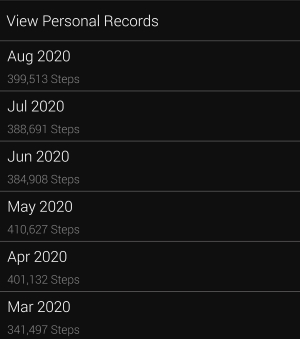 View Personal Records
Aug 2020
399,513 Steps
Jul 2020
388,691 Steps
Jun 2020
384,908 Steps
May 2020
410,627 Steps
Apr 2020
401,132 Steps
Mar 2020
341,497 Steps